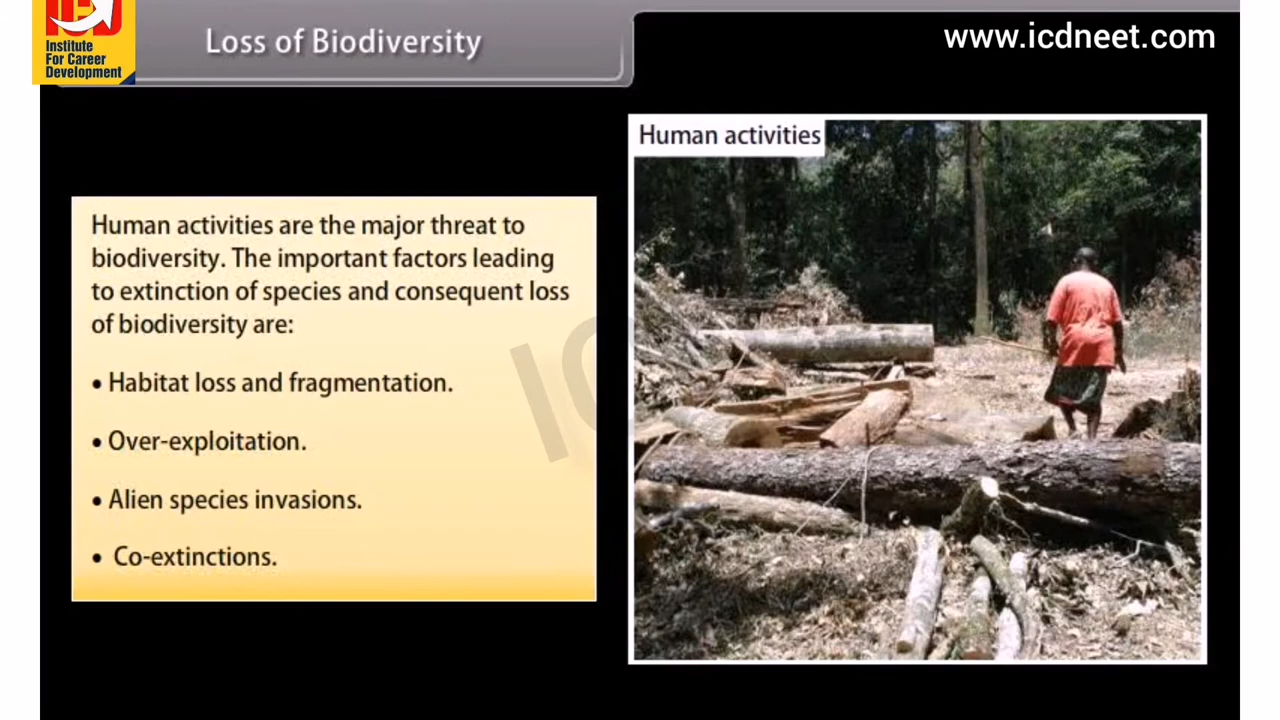 Institute
For Career
Development
Loss of Biodiversity
www.icdneet.com
Human activities
Human activities are the major threat to
biodiversity. The important factors leading
to extinction of species and consequent loss
of biodiversity are:
• Habitat loss and fragmentation.
• Over-exploitation.
• Alien species invasions.
• Co-extinctions.